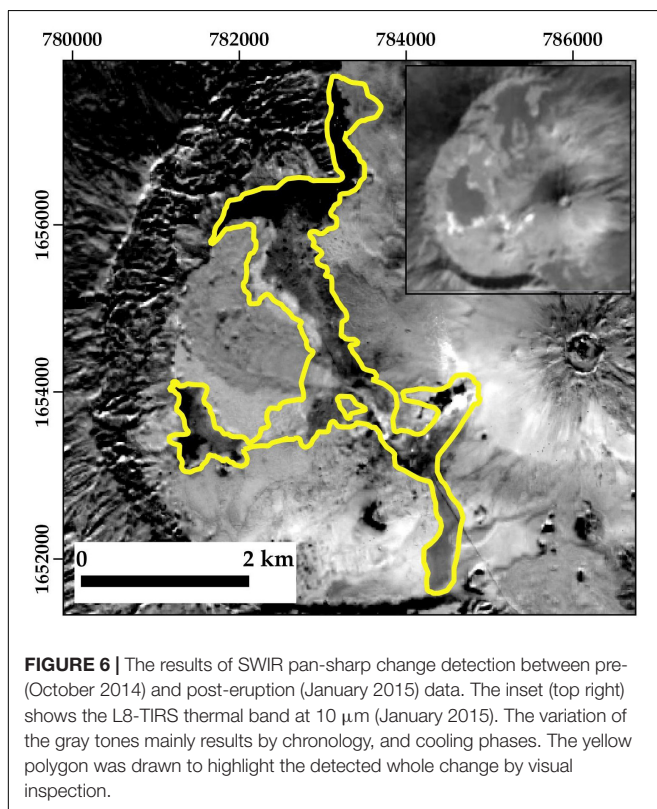 780000 782000 784000 786000
1656000
1654000
1652000
0 2 km
FIGURE 6 | The results of SWIR pan-sharp change detection between pre-
(October 2014) and post-eruption (January 2015) data. The inset (top right)
shows the L8-TIRS thermal band at 10 μm (January 2015). The variation of
the gray tones mainly results by chronology, and cooling phases. The yellow
polygon was drawn to highlight the detected whole change by visual
inspection.